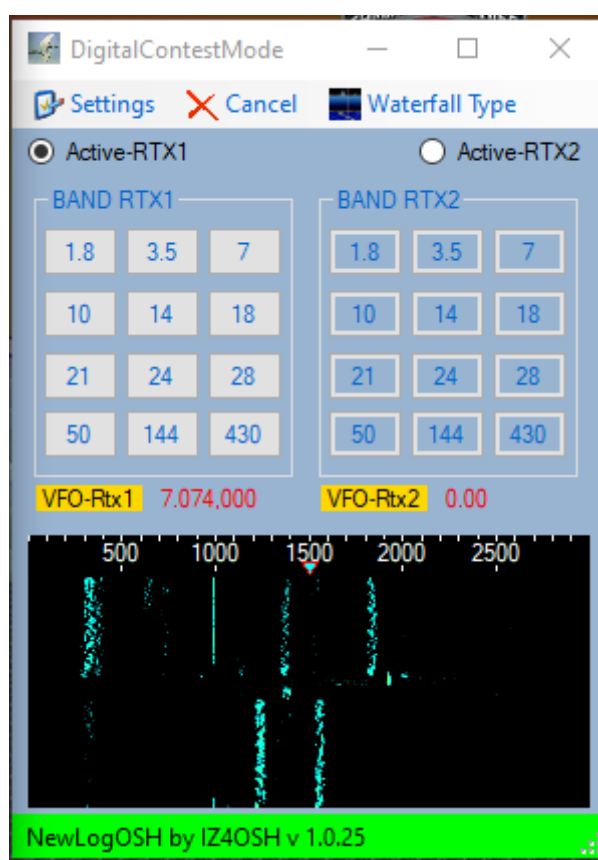 DigitalContestMode
Settings Cancel Waterfall Type
Active-RTX1 Active-RTX2
BAND RTX1 BAND RTX2
1.8 3.5 7 1.8 3.5 7
10 14 18 10 14 18
21 24 28 21 24 28
50 144 430 50 144 430
VFO-Rtx1 7.074,000 VFO-Rtx2 0.00
500 1000 1500 2000 2500
NewLogOSH by IZ4OSH v 1.0.25